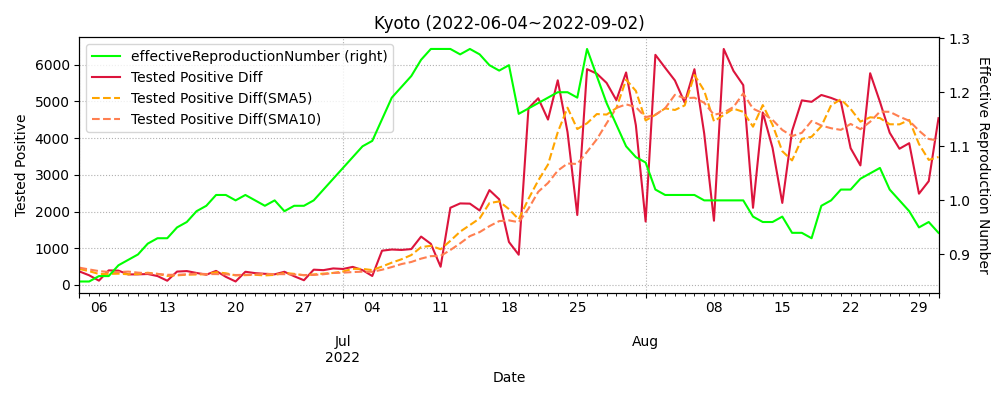 Kyoto (2022-06-04~2022-09-02)
effectiveReproductionNumber (right)
Tested Positive Diff
Tested Positive Diff(SMA5)
Tested Positive Diff(SMA10)
Tested Positive
6000
5000
4000
3000
2000
1000
0
1.3
1.2
1.1
1.0
0.9
Effective Reproduction Number
06 13 20 27 04 11 18 25 08 15 22 29
Jul Aug
2022
Date